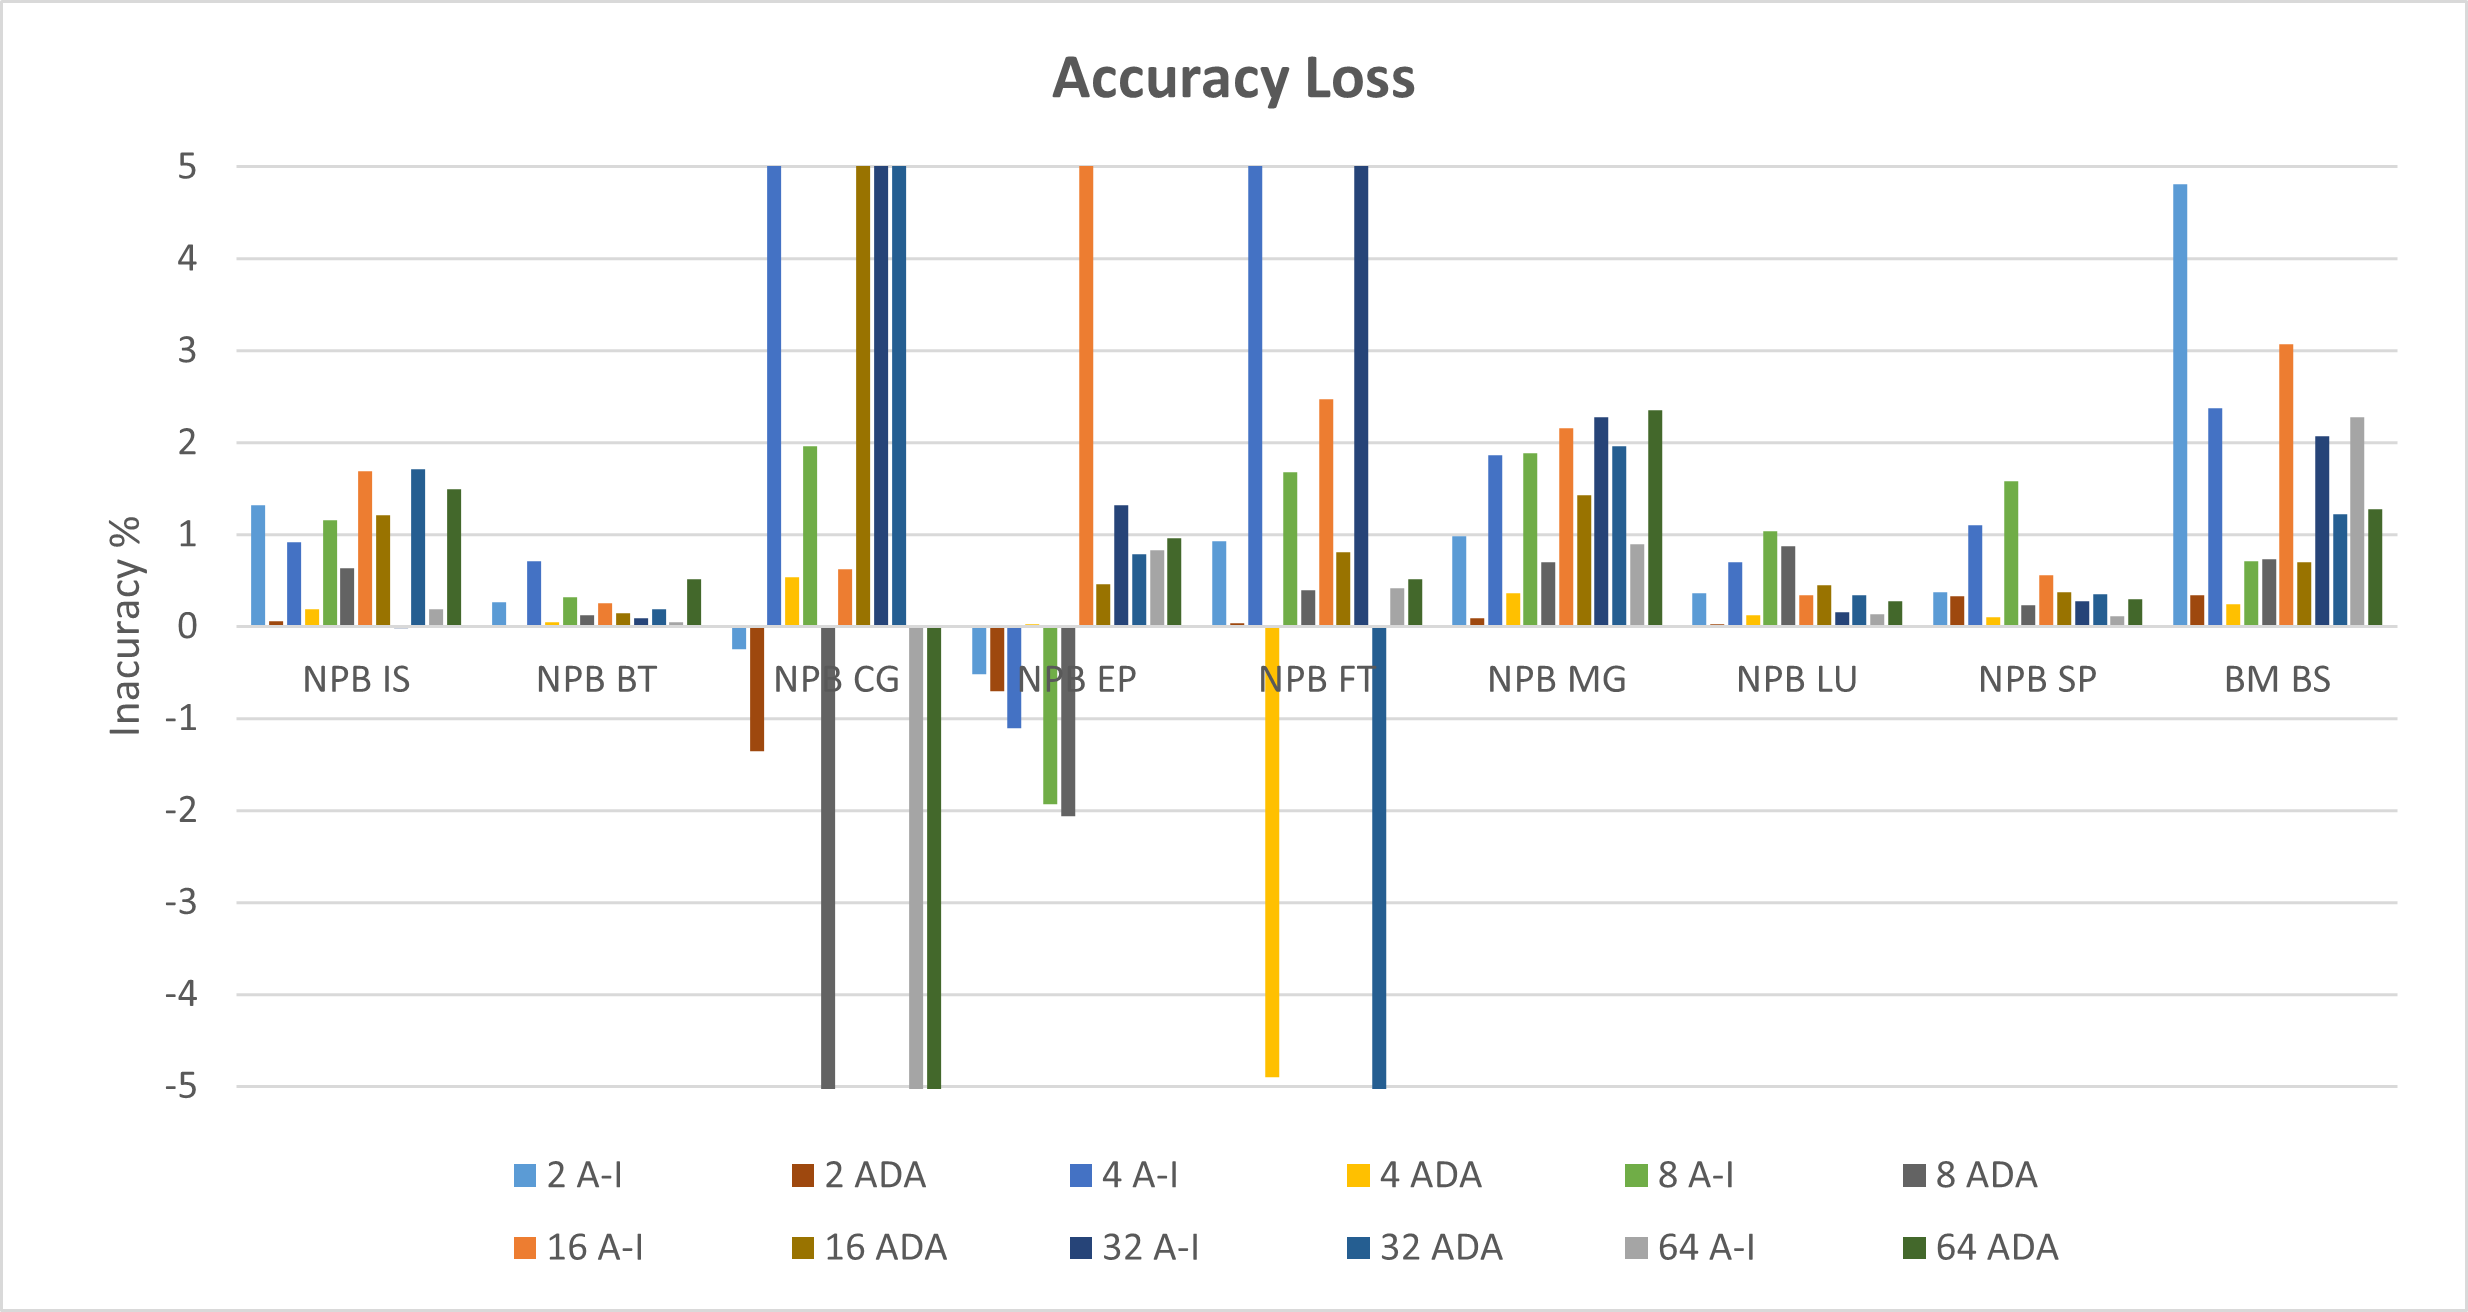 Accuracy Loss
5
4
3
2
1
0
-1
-2
-3
-4
-5
Inacuracy %
NPB IS NPB BT NPB CG NPB EP NPB FT NPB MG NPB LU NPB SP BM BS
2 A-I 2 ADA 4 A-I 4 ADA 8 A-I 8 ADA
16 A-I 16 ADA 32 A-I 32 ADA 64 A-I 64 ADA